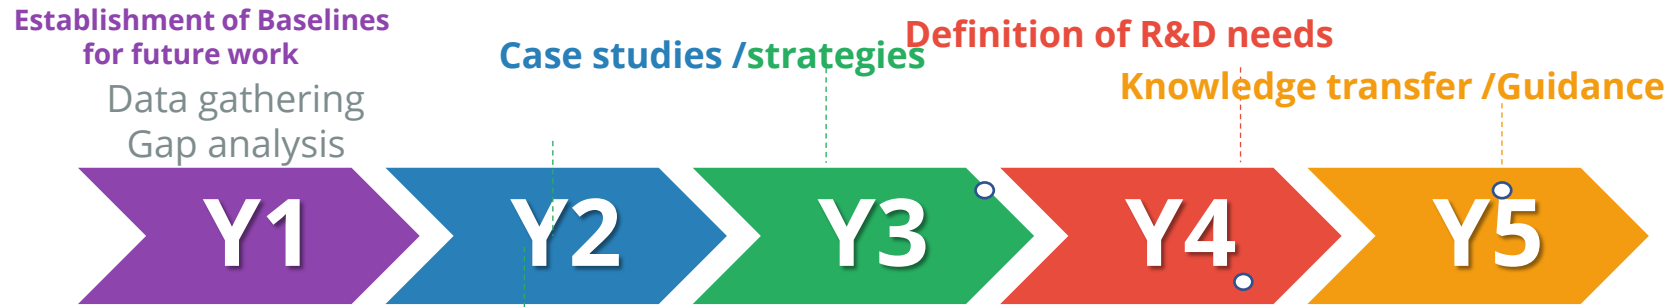 Establishment of Baselines
for future work
Data gathering
Gap analysis
Case studies /strategies
Definition of R&D needs
Knowledge transfer /Guidance
Y1
Y2
Y3
Y4
Y5